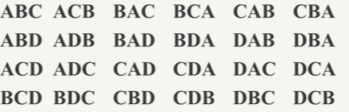 ABC ACB BAC BCA CAB CBA
ABD ADB BAD BDA DAB DBA
ACD ADC CAD CDA DAC DCA
BCD BDC CBD CDB DBC DCB